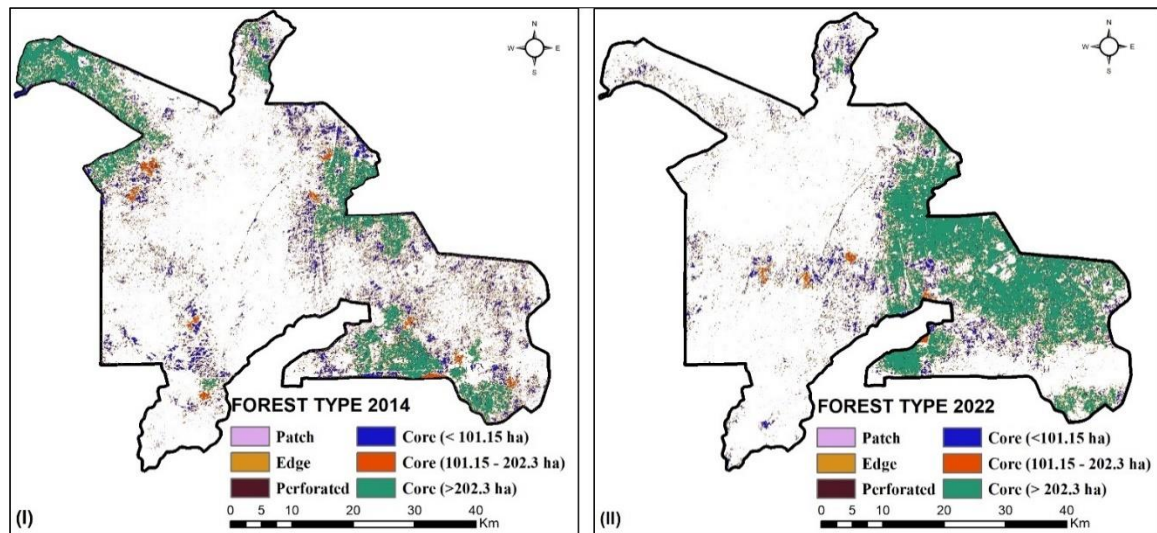 N
W E
S
FOREST TYPE 2014
Patch Core (< 101.15 ha)
Edge Core (101.15 - 202.3 ha)
Perforated Core (>202.3 ha)
0 5 10 20 30 40
Km
(I)
N
W E
S
FOREST TYPE 2022
Patch Core (<101.15 ha)
Edge Core (101.15 - 202.3 ha)
Perforated Core (> 202.3 ha)
0 5 10 20 30 40
Km
(II)